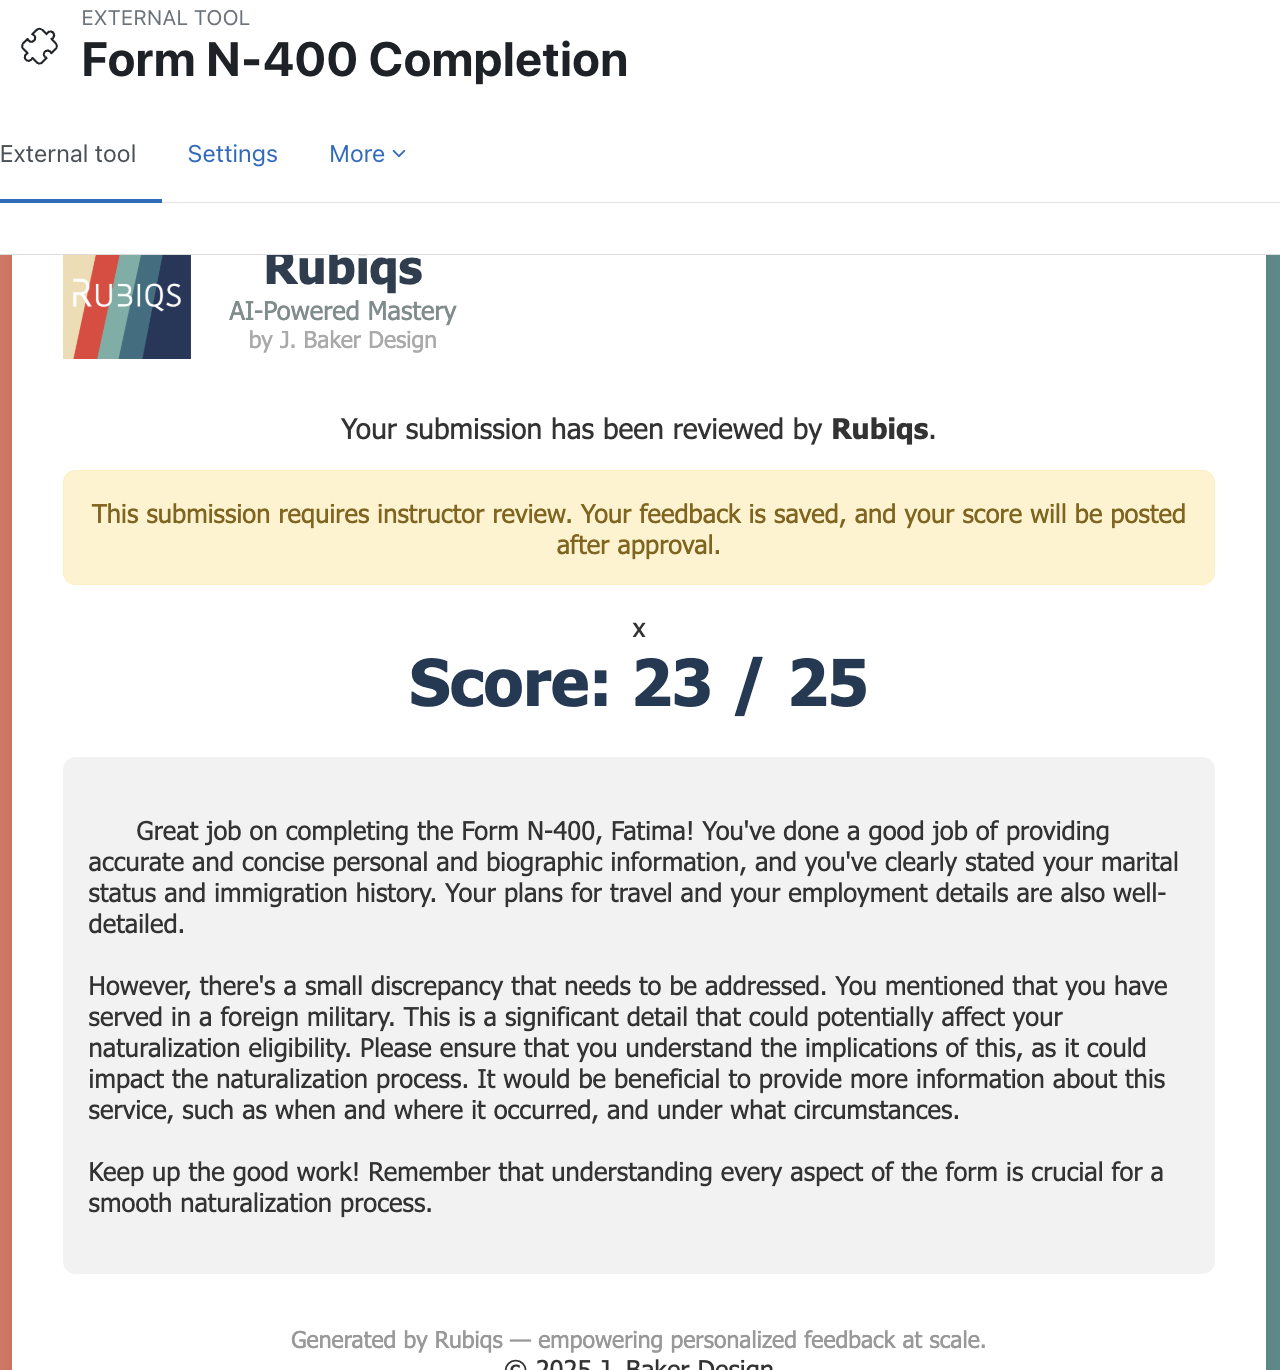 EXTERNAL TOOL
Form N-400 Completion
External tool
Settings
More
RUBIQS
Rubiqs
AI-Powered Mastery
by J. Baker Design
Your submission has been reviewed by Rubiqs.
This submission requires instructor review. Your feedback is saved, and your score will be posted
after approval.
x
Score: 23 / 25
Great job on completing the Form N-400, Fatima! You've done a good job of providing
accurate and concise personal and biographic information, and you've clearly stated your marital
status and immigration history. Your plans for travel and your employment details are also well-
detailed.
However, there's a small discrepancy that needs to be addressed. You mentioned that you have
served in a foreign military. This is a significant detail that could potentially affect your
naturalization eligibility. Please ensure that you understand the implications of this, as it could
impact the naturalization process. It would be beneficial to provide more information about this
service, such as when and where it occurred, and under what circumstances.
Keep up the good work! Remember that understanding every aspect of the form is crucial for a
smooth naturalization process.
Generated by Rubiqs — empowering personalized feedback at scale.
© 2025 J. Baker Design